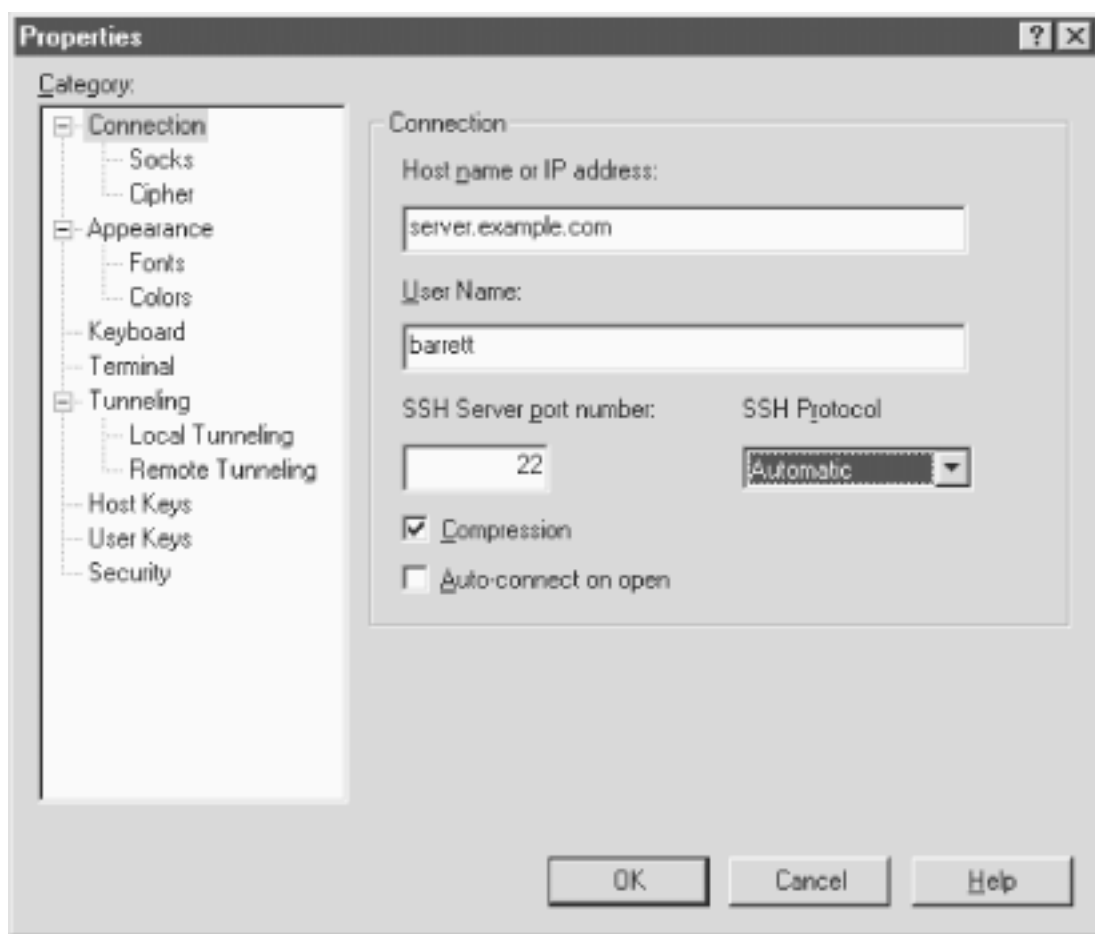 Properties
Category:
Connection
Socks
Cipher
Appearance
Fonts
Colors
Keyboard
Terminal
Tunneling
Local Tunneling
Remote Tunneling
Host Keys
User Keys
Security
Connection
Host name or IP address:
server.example.com
User Name:
barrett
SSH Server port number:
22
SSH Protocol
Automatic
Compression
Auto-connect on open
OK
Cancel
Help